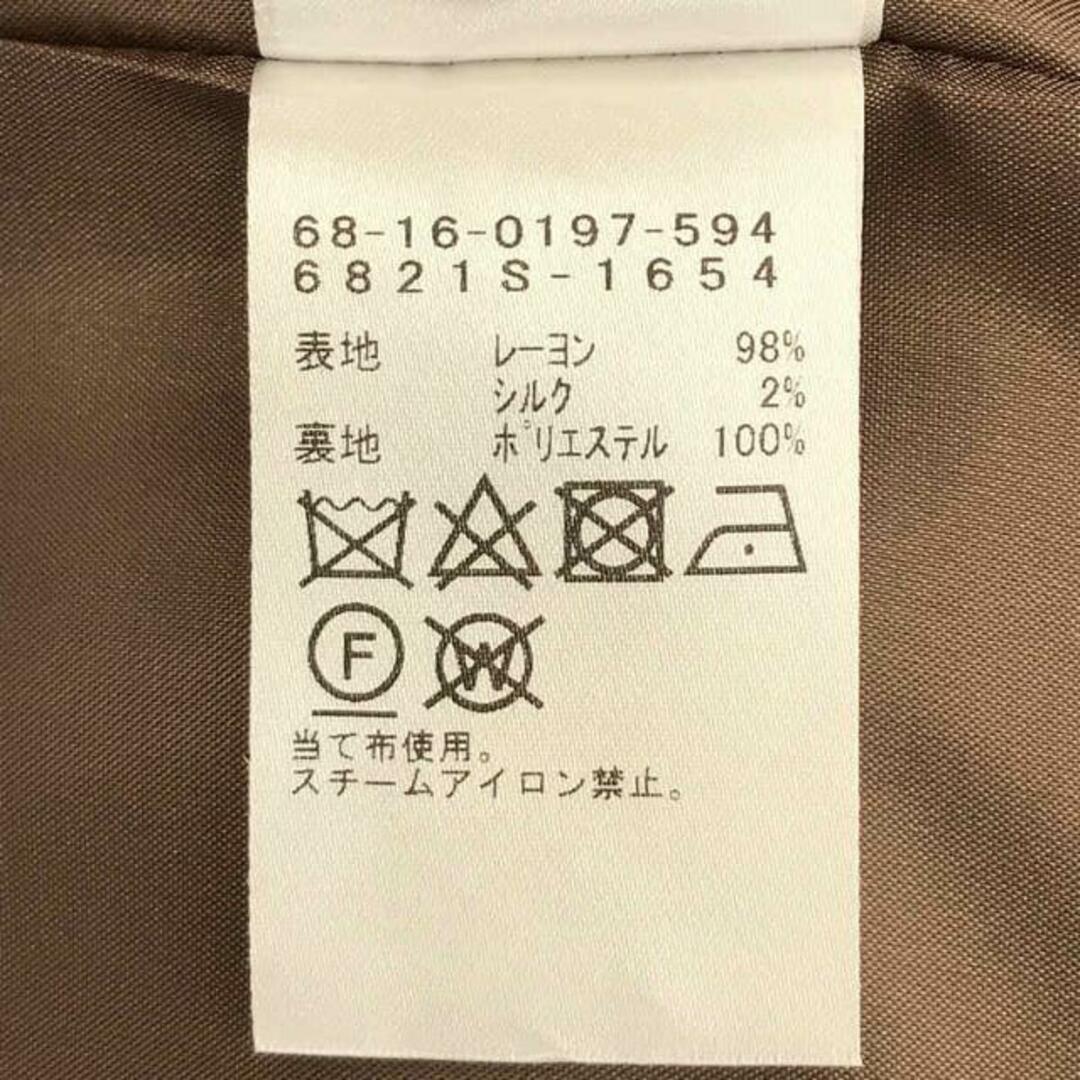 68-16-0197-594
6821S-1654
表地 レーヨン 98%
シルク 2%
裏地 ポリエステル 100%
F W
当て布使用。
スチームアイロン禁止。